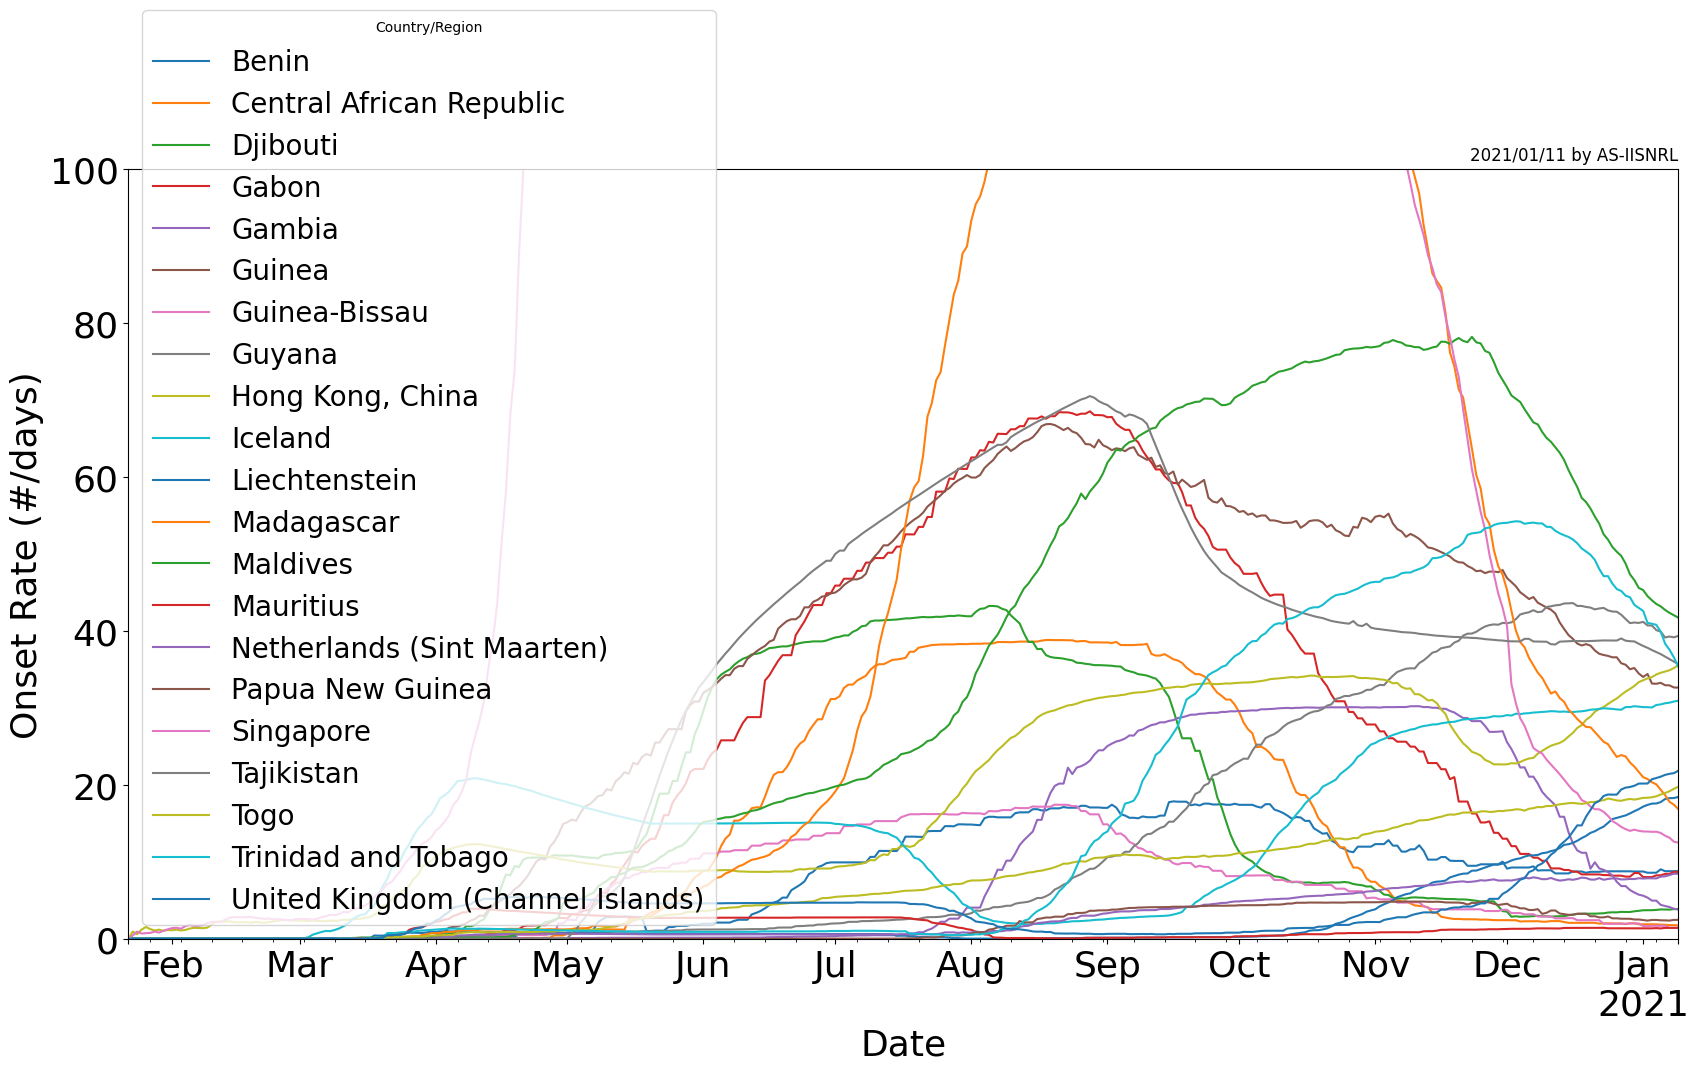 Country/Region
Benin
Central African Republic
Djibouti
Gabon
Gambia
Guinea
Guinea-Bissau
Guyana
Hong Kong, China
Iceland
Liechtenstein
Madagascar
Maldives
Mauritius
Netherlands (Sint Maarten)
Papua New Guinea
Singapore
Tajikistan
Togo
Trinidad and Tobago
United Kingdom (Channel Islands)
2021/01/11 by AS-IISNRL
100
80
60
40
20
0
Onset Rate (#/days)
Feb Mar Apr May Jun Jul Aug Sep Oct Nov Dec Jan
2021
Date